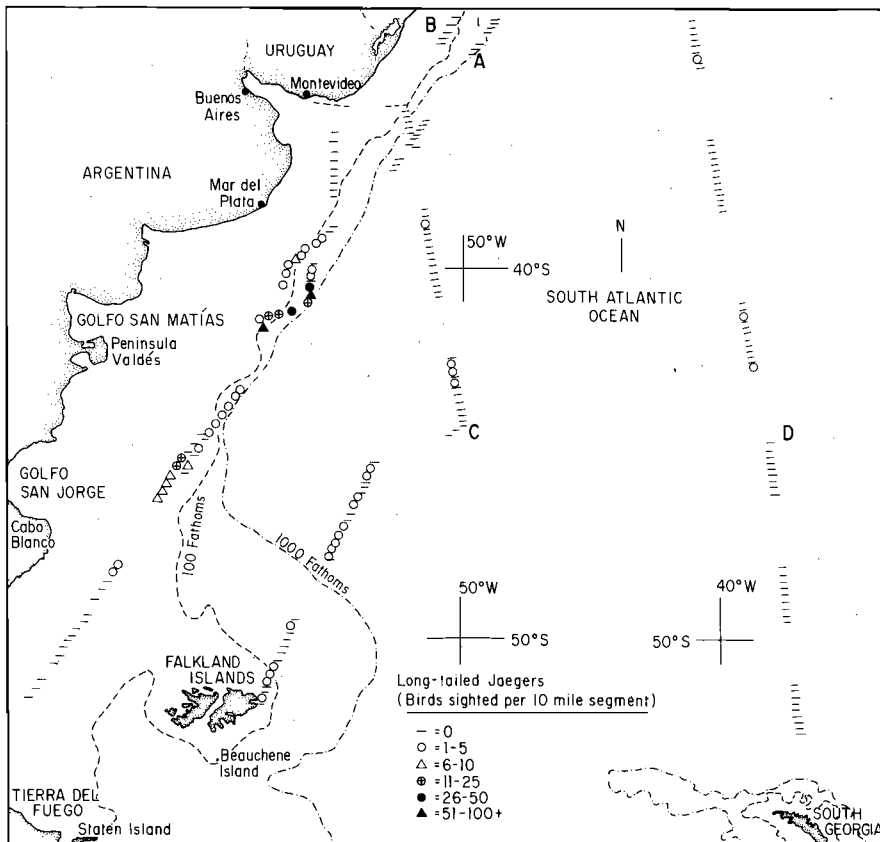 B
A
URUGUAY
Montevideo
Buenos
Aires
ARGENTINA
Mar del
Plata
50°W
40°S
N
SOUTH ATLANTIC
OCEAN
GOLFO SAN MATÍAS
Peninsula
Valdés
C
D
GOLFO
SAN JORGE
Cabo
Blanco
100 Fathoms
1000 Fathoms
50°W
50°S
40°W
50°S
FALKLAND
ISLANDS
Beauchene
Island
TIERRA DEL
FUEGO
Staten Island
Long-tailed Jaegers
(Birds sighted per 10 mile segment)
— = 0
○ = 1-5
△ = 6-10
⊕ = 11-25
● = 26-50
▲ = 51-100+
SOUTH
GEORGIA